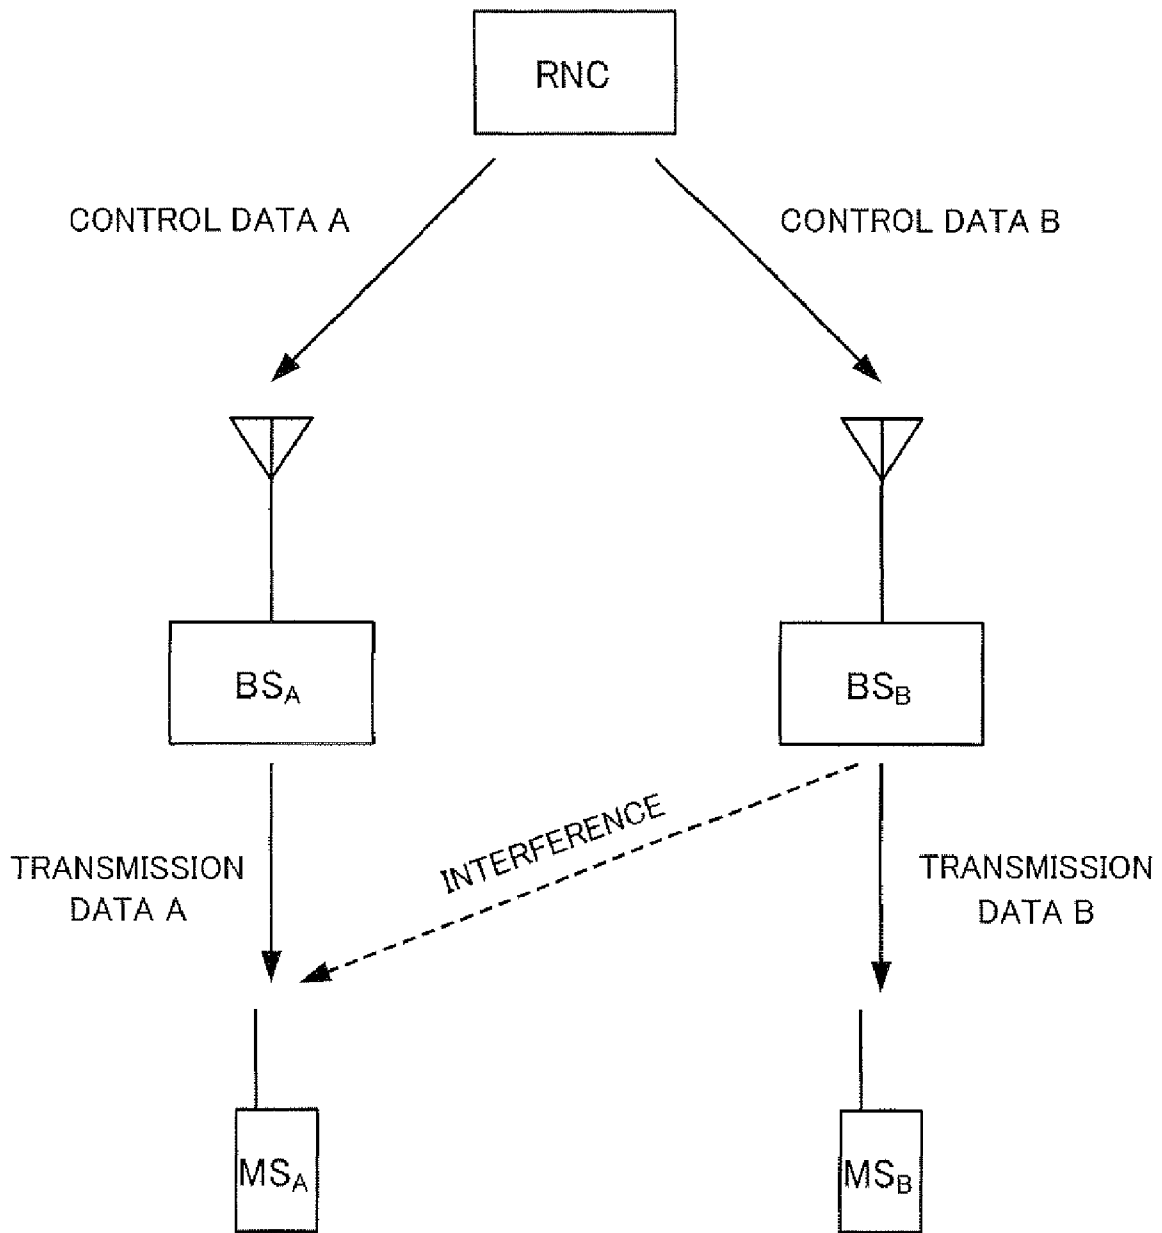 RNC
CONTROL DATA A
CONTROL DATA B
BSA
BSB
INTERFERENCE
TRANSMISSION
DATA A
TRANSMISSION
DATA B
MSA
MSB